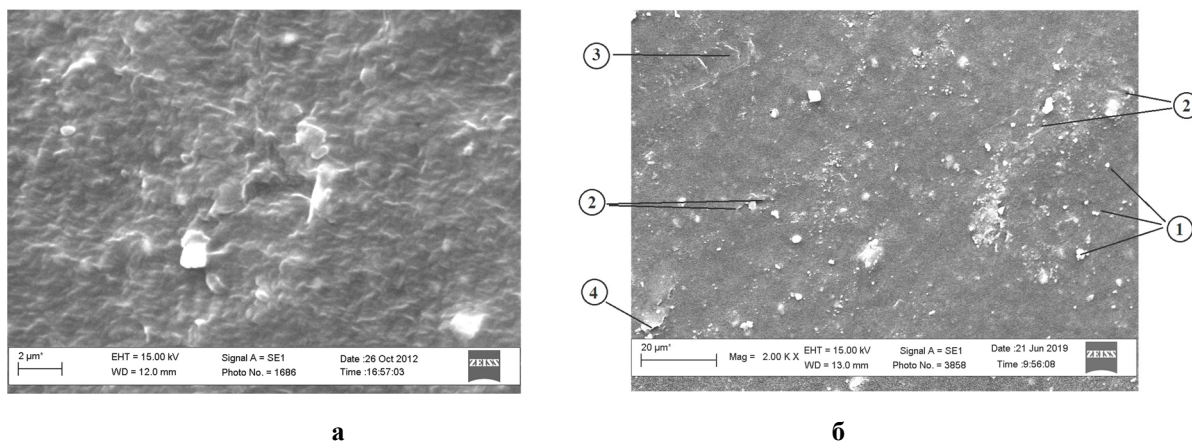 3
2
2
1
4
2 µm*
EHT = 15.00 kV
Signal A = SE1
Date :26 Oct 2012
WD = 12.0 mm
Photo No. = 1686
Time :16:57:03
ZEISS
20 µm*
Mag = 2.00 K X
EHT = 15.00 kV
Signal A = SE1
Date :21 Jun 2019
WD = 13.0 mm
Photo No. = 3858
Time :9:56:08
ZEISS
а
б